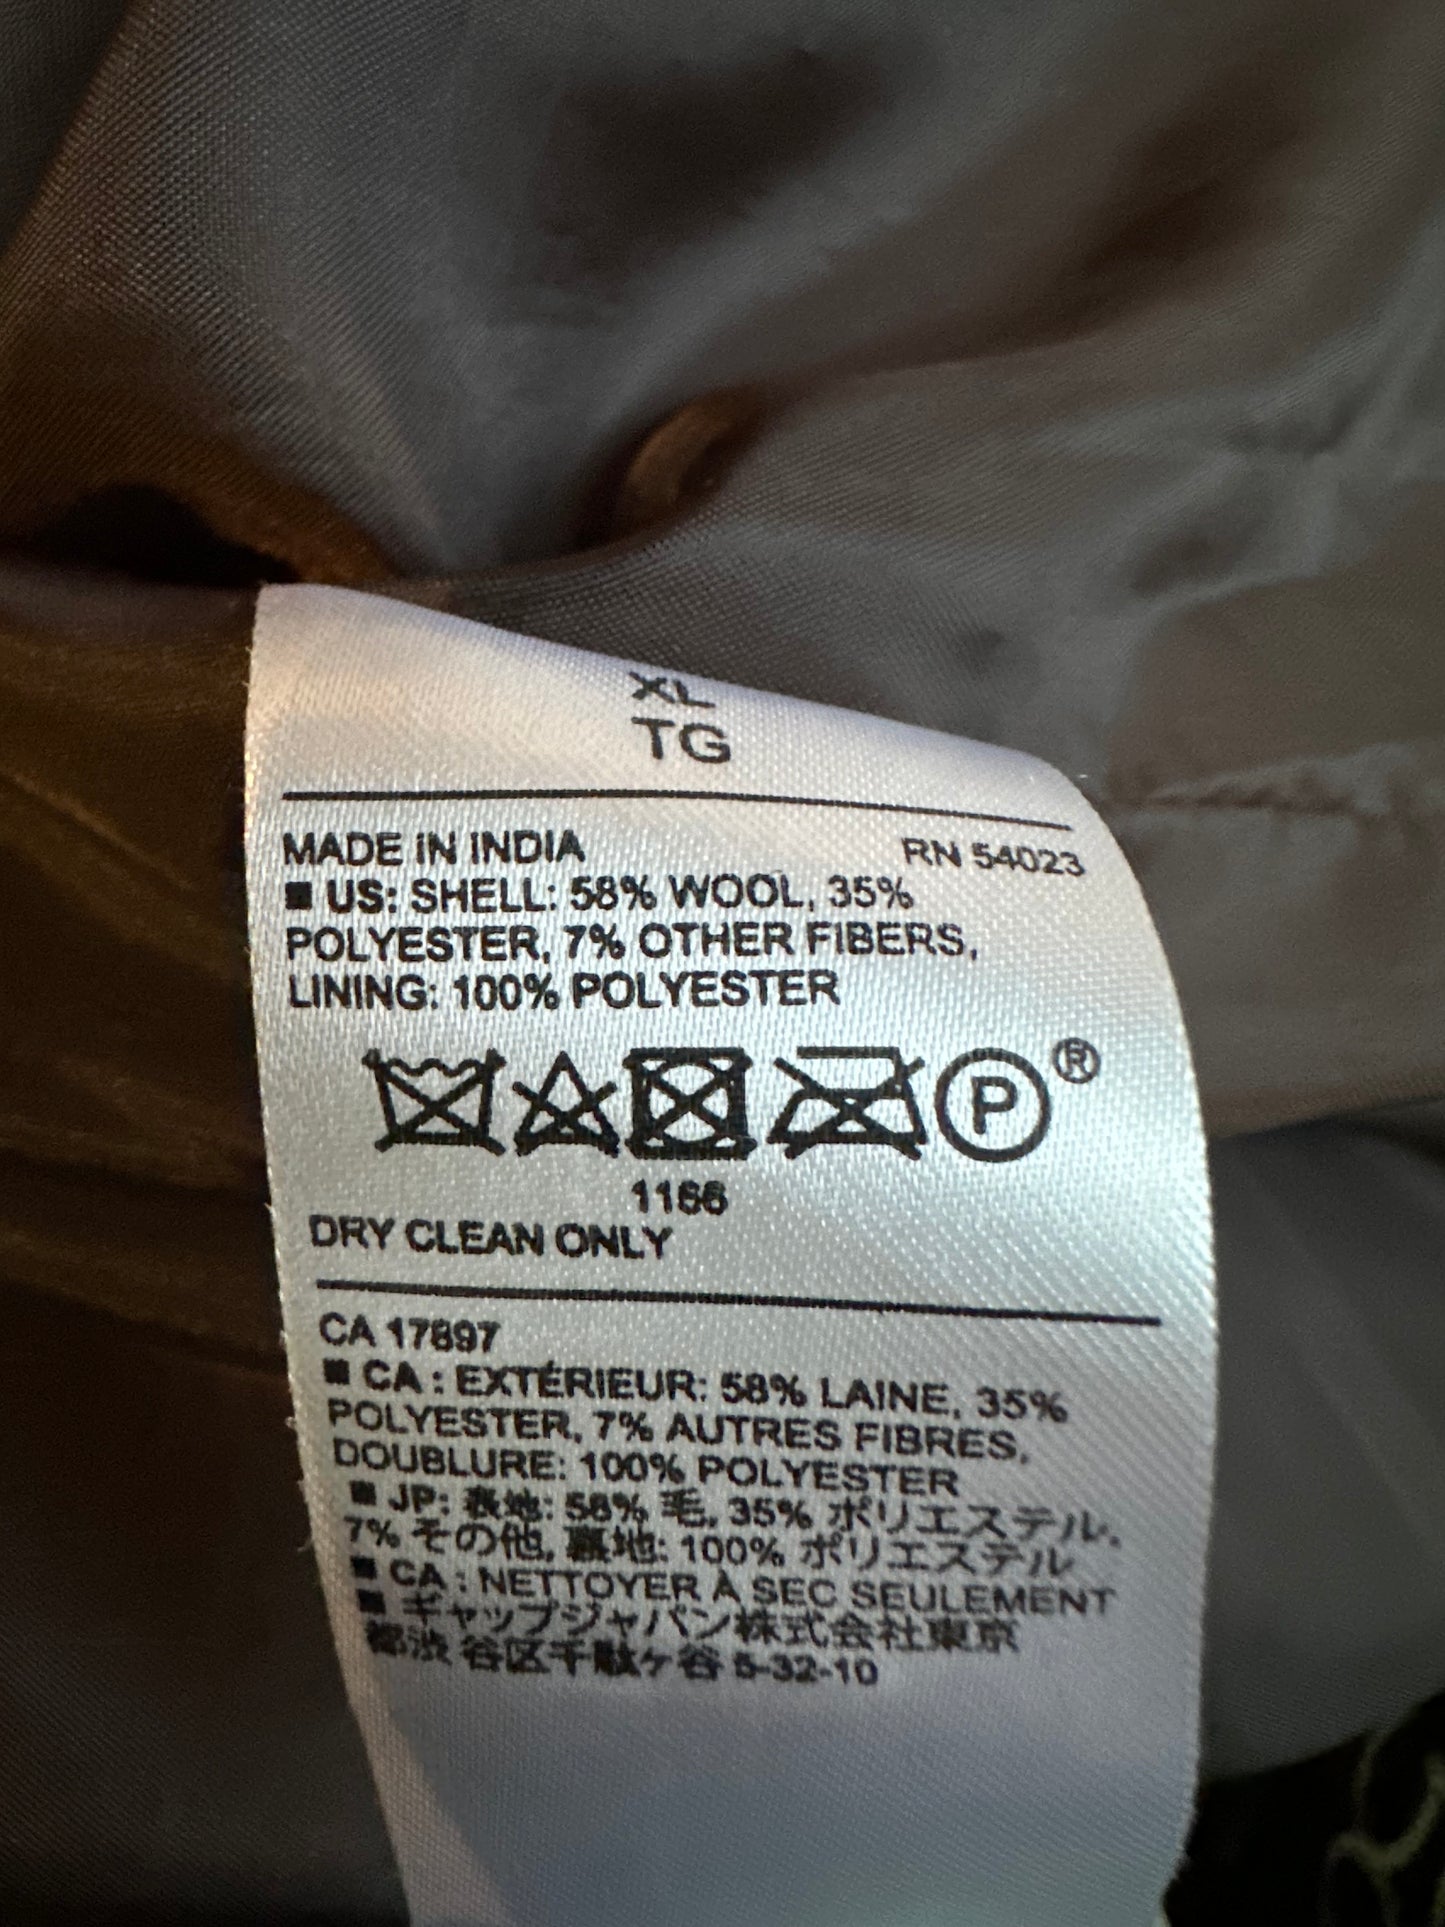 XL
TG
MADE IN INDIA RN 54023
■ US: SHELL: 58% WOOL, 35%
POLYESTER, 7% OTHER FIBERS,
LINING: 100% POLYESTER
P ®
1166
DRY CLEAN ONLY
CA 17897
■ CA : EXTÉRIEUR: 58% LAINE, 35%
POLYESTER, 7% AUTRES FIBRES,
DOUBLURE: 100% POLYESTER
■ JP: 表地: 58% 毛, 35% ポリエステル,
7% その他, 裏地: 100% ポリエステル
■ CA : NETTOYER À SEC SEULEMENT
■ ギャップジャパン株式会社東京
都渋谷区千駄ヶ谷 5-32-10